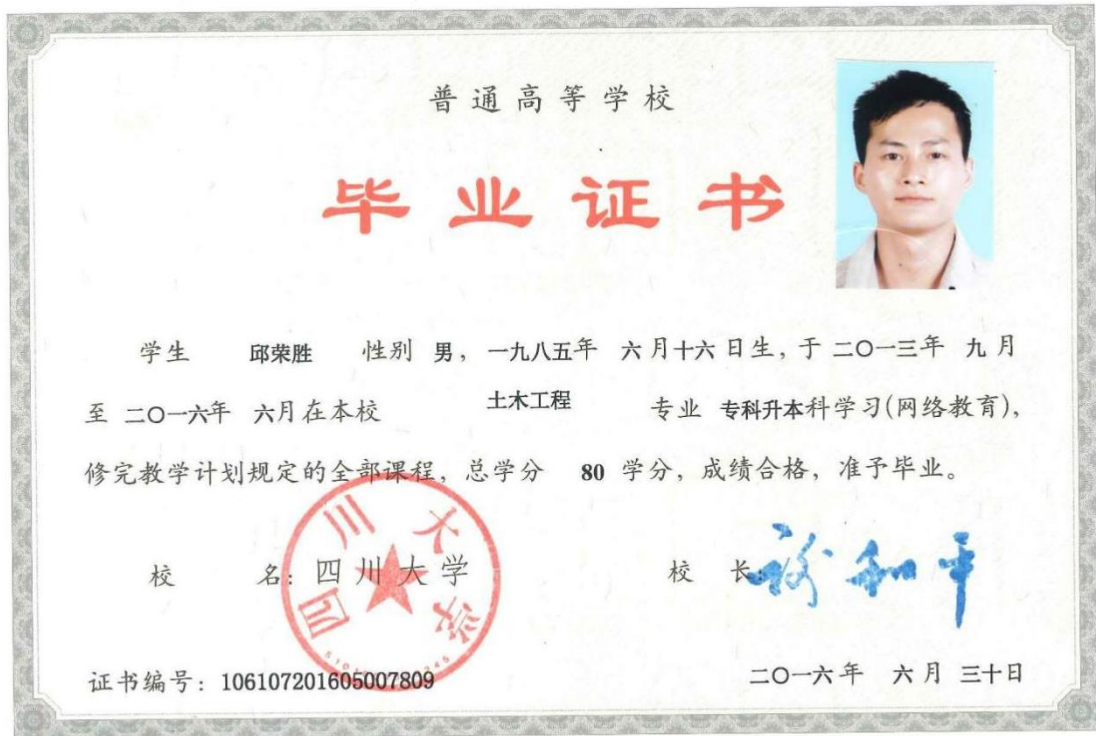 普通高等学校
毕业证书
学生 邱荣胜 性别 男，一九八五年 六月十六日生，于二〇一三年 九月
至 二〇一六年 六月在本校 土木工程 专业 专科升本科学习(网络教育)，
修完教学计划规定的全部课程，总学分 80 学分，成绩合格，准予毕业。
校 名：四川大学 校 长：谢和平
四川大学
证书编号：106107201605007809 二〇一六年 六月 三十日